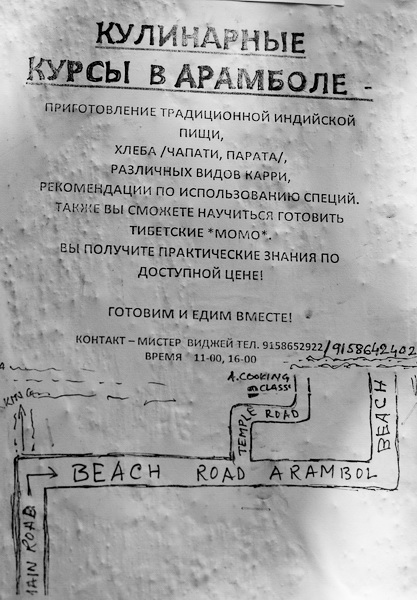 КУЛИНАРНЫЕ
КУРСЫ В АРАМБОЛЕ -
ПРИГОТОВЛЕНИЕ ТРАДИЦИОННОЙ ИНДИЙСКОЙ
ПИЩИ,
ХЛЕБА /ЧАПАТИ, ПАРАТА/,
РАЗЛИЧНЫХ ВИДОВ КАРРИ,
РЕКОМЕНДАЦИИ ПО ИСПОЛЬЗОВАНИЮ СПЕЦИЙ.
ТАКЖЕ ВЫ СМОЖЕТЕ НАУЧИТЬСЯ ГОТОВИТЬ
ТИБЕТСКИЕ *МОМО*.
ВЫ ПОЛУЧИТЕ ПРАКТИЧЕСКИЕ ЗНАНИЯ ПО
ДОСТУПНОЙ ЦЕНЕ!
ГОТОВИМ И ЕДИМ ВМЕСТЕ!
КОНТАКТ – МИСТЕР ВИДЖЕЙ ТЕЛ. 9158652922/9158642402
ВРЕМЯ 11-00, 16-00
A.COOKING
CLASS
TEMPLE ROAD
BEACH
BEACH ROAD ARAMBOL
MAIN ROAD